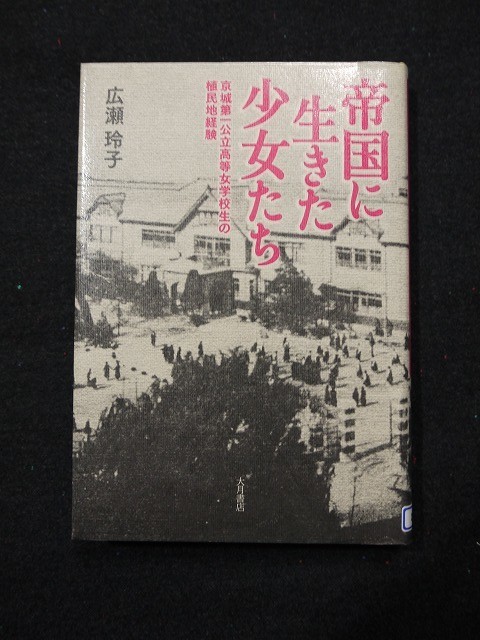 帝国に
生きた
少女たち
京城第一公立高等女学校生の
植民地経験
広瀬 玲子
大月書店